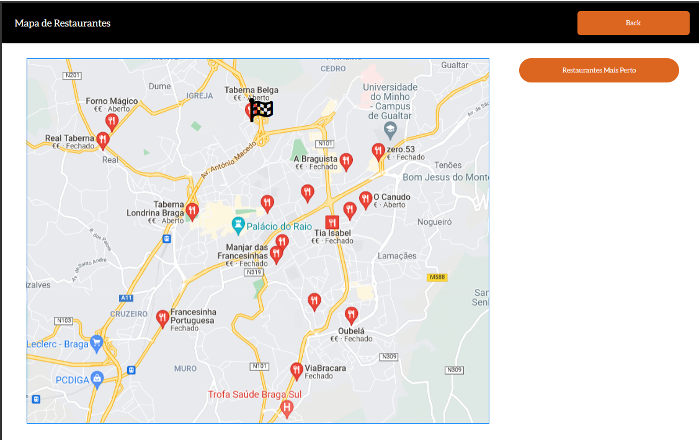 Mapa de Restaurantes
Back
Restaurantes Mais Perto
N201
Dume
IGREJA
Taberna Belga
€€ · Aberto
CEDRO
Gualtar
Universidade
do Minho -
Campus
de Gualtar
Forno Mágico
€€ · Aberto
Real Taberna
€€ · Fechado
Real
Av. António Macedo
N101
A Braguista
€€ · Fechado
zero.53
€ · Fechado
Tenões
Bom Jesus do Monte
Taberna
Londrina Braga
O Canudo
€€ · Aberto
Palácio do Raio
Tia Isabel
€€ · Fechado
Nogueiró
Manjar das
Francesinhas
€€ · Fechado
N319
Lamaçães
M588
A11
N103
CRUZEIRO
Francesinha
Portuguesa
Fechado
Oubelá
€€ · Fechado
Leclerc - Braga
PCDIGA
MURO
N101
ViaBracara
Fechado
N309
N309
Trofa Saúde Braga Sul